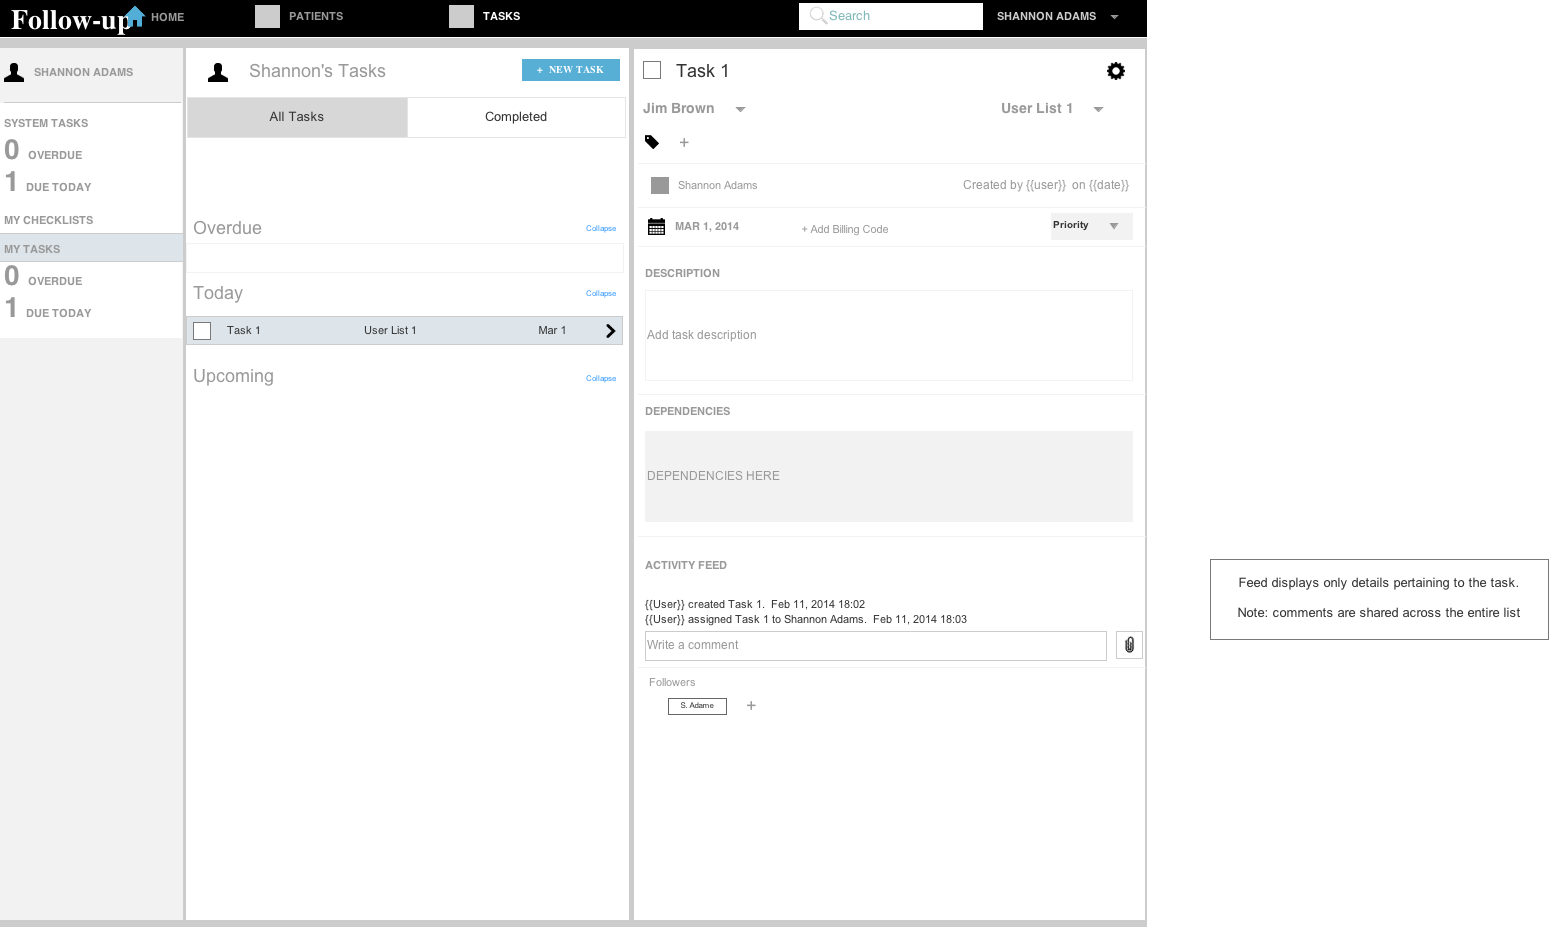 Follow-up HOME PATIENTS TASKS Search SHANNON ADAMS
SHANNON ADAMS
SYSTEM TASKS
0 OVERDUE
1 DUE TODAY
MY CHECKLISTS
MY TASKS
0 OVERDUE
1 DUE TODAY
Shannon's Tasks + NEW TASK
All Tasks Completed
Overdue Collapse
Today Collapse
Task 1 User List 1 Mar 1
Upcoming Collapse
Task 1
Jim Brown User List 1
+
Shannon Adams Created by {{user}} on {{date}}
MAR 1, 2014 + Add Billing Code Priority
DESCRIPTION
Add task description
DEPENDENCIES
DEPENDENCIES HERE
ACTIVITY FEED
{{User}} created Task 1. Feb 11, 2014 18:02
{{User}} assigned Task 1 to Shannon Adams. Feb 11, 2014 18:03
Write a comment
Followers
S. Adame +
Feed displays only details pertaining to the task.
Note: comments are shared across the entire list